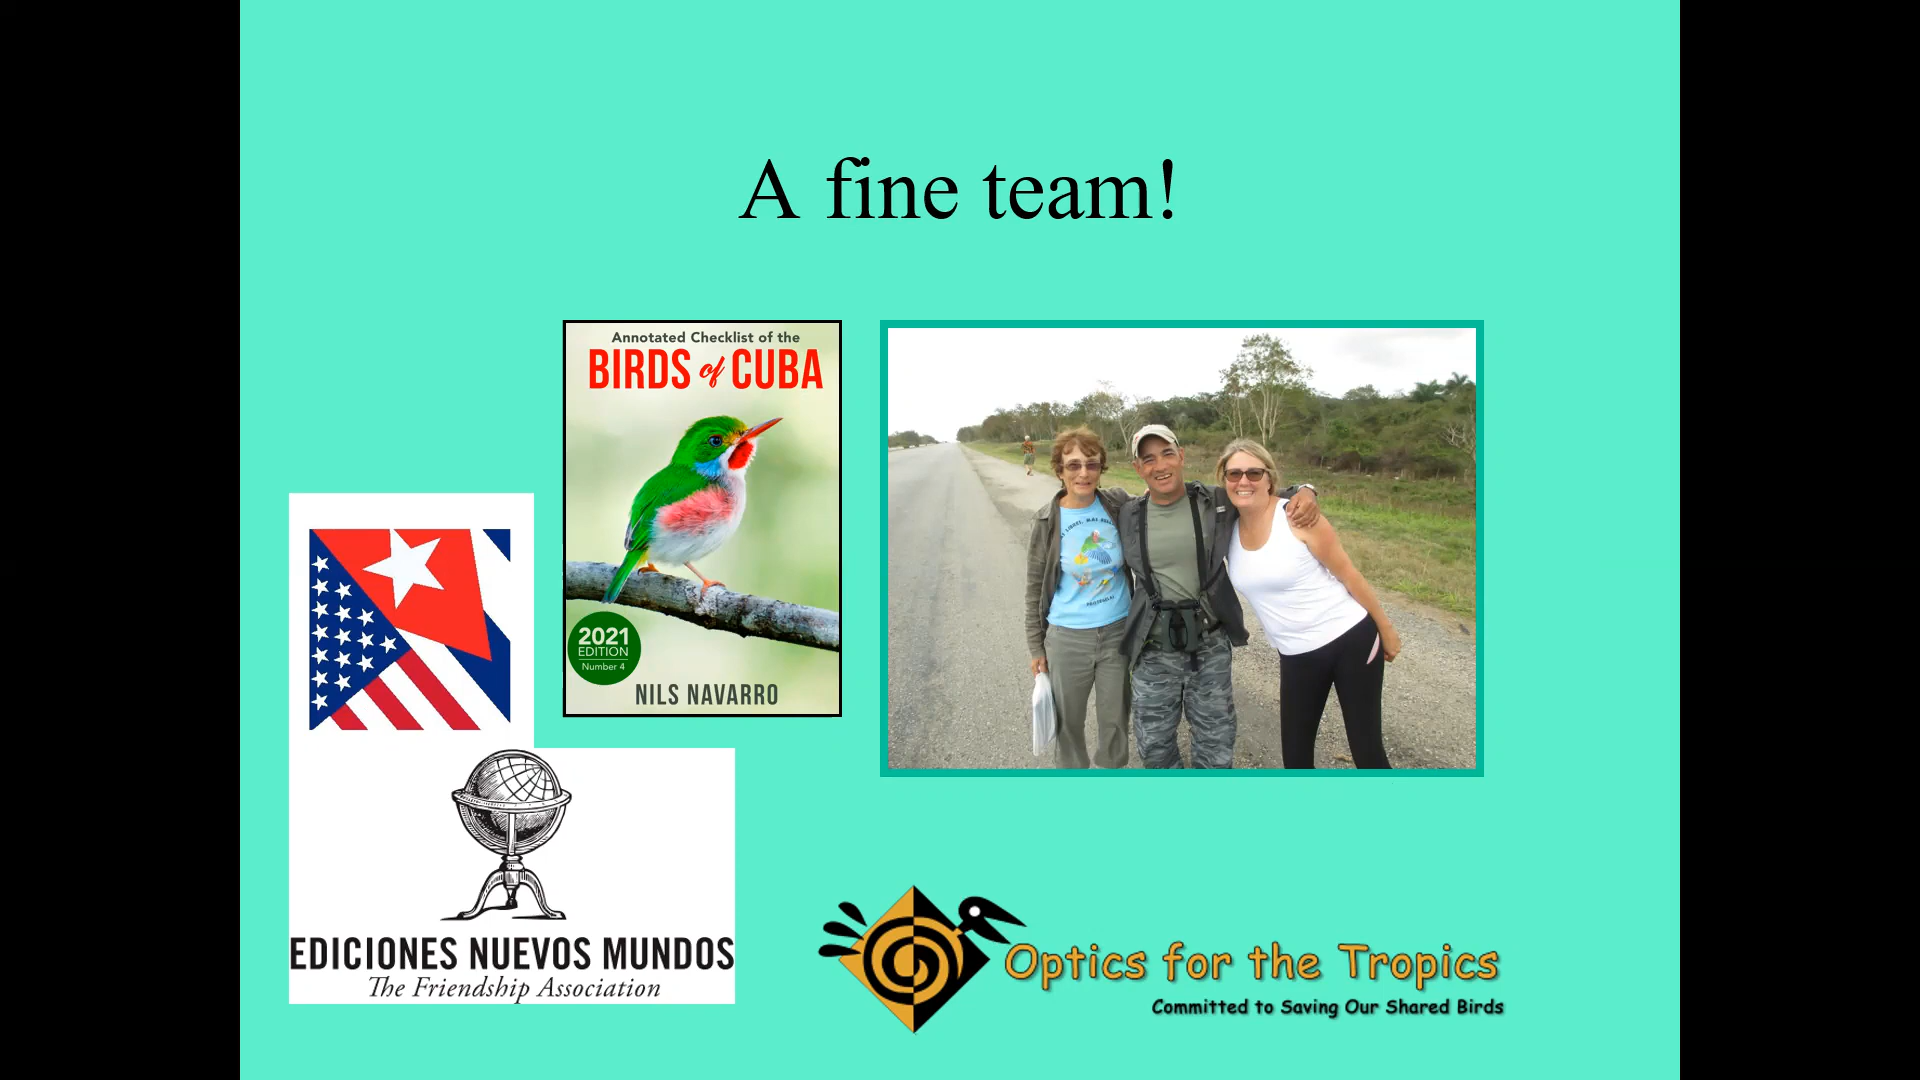 A fine team!
Annotated Checklist of the
BIRDS of CUBA
2021
EDITION
Number 4
NILS NAVARRO
EDICIONES NUEVOS MUNDOS
The Friendship Association
Optics for the Tropics
Committed to Saving Our Shared Birds